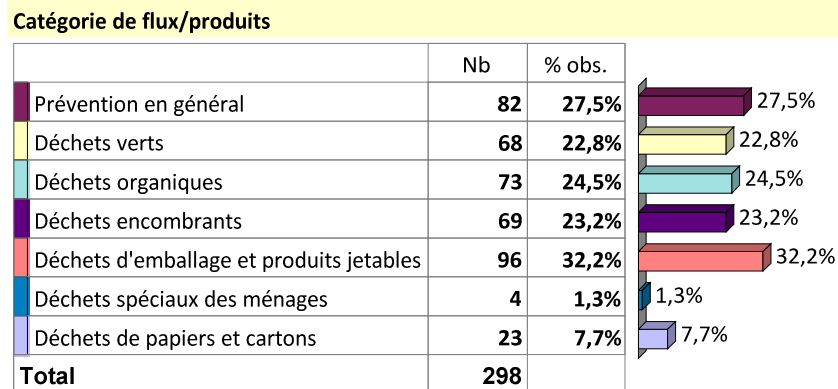 Catégorie de flux/produits
Nb % obs.
Prévention en général 82 27,5% 27,5%
Déchets verts 68 22,8% 22,8%
Déchets organiques 73 24,5% 24,5%
Déchets encombrants 69 23,2% 23,2%
Déchets d'emballage et produits jetables 96 32,2% 32,2%
Déchets spéciaux des ménages 4 1,3% 1,3%
Déchets de papiers et cartons 23 7,7% 7,7%
Total 298